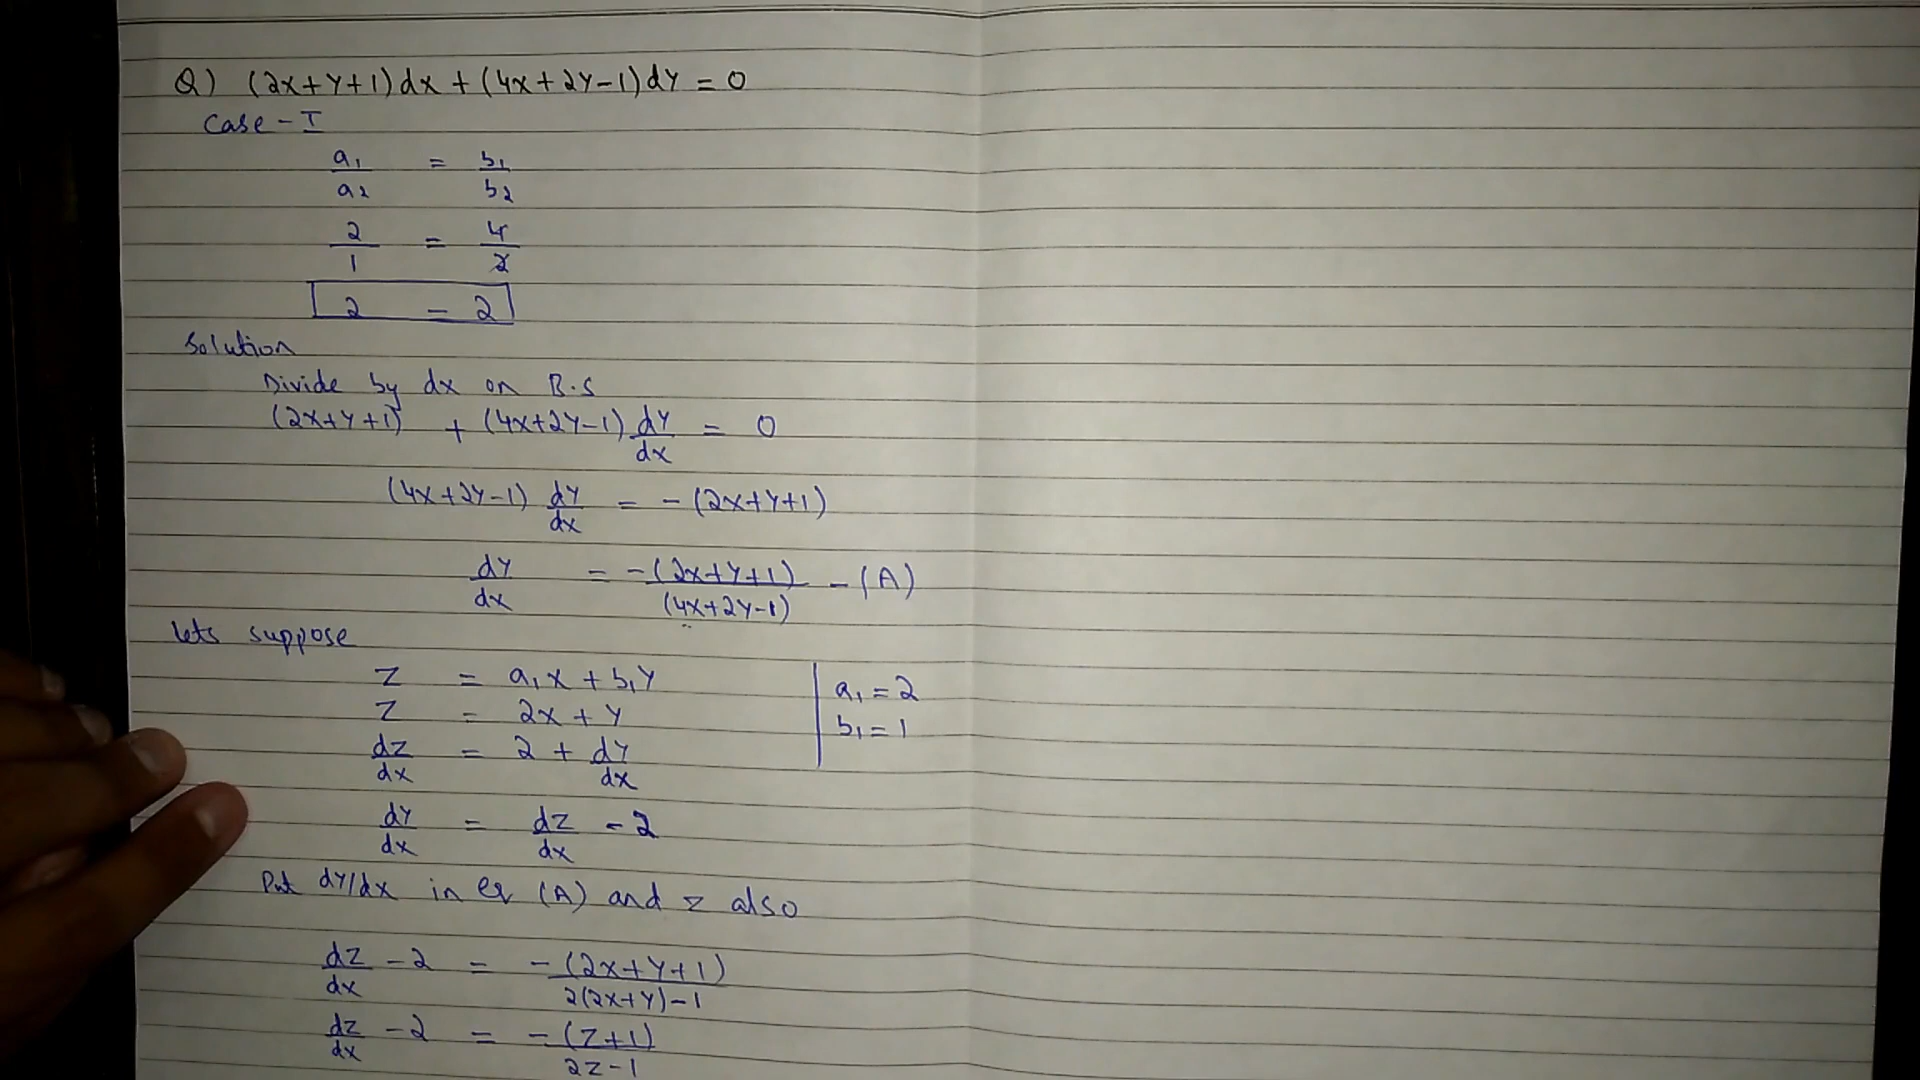 Q) (2x+y+1)dx + (4x+2y-1)dy = 0
Case - I
a₁/a₂ = b₁/b₂
2/1 = 4/2
2 = 2
Solution
Divide by dx on B.S
(2x+y+1) + (4x+2y-1) dy/dx = 0
(4x+2y-1) dy/dx = -(2x+y+1)
dy/dx = -(2x+y+1)/(4x+2y-1) - (A)
lets suppose
z = a₁x + b₁y
z = 2x + y
dz/dx = 2 + dy/dx
a₁ = 2
b₁ = 1
dy/dx = dz/dx - 2
Put dy/dx in eq (A) and z also
dz/dx - 2 = -(2x+y+1)/2(2x+y)-1
dz/dx - 2 = -(z+1)/2z-1